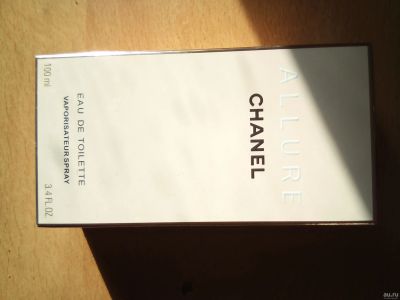 ALLURE
CHANEL
EAU DE TOILETTE
VAPORISATEUR SPRAY
100 ml
3.4 FL.OZ.
au.ru